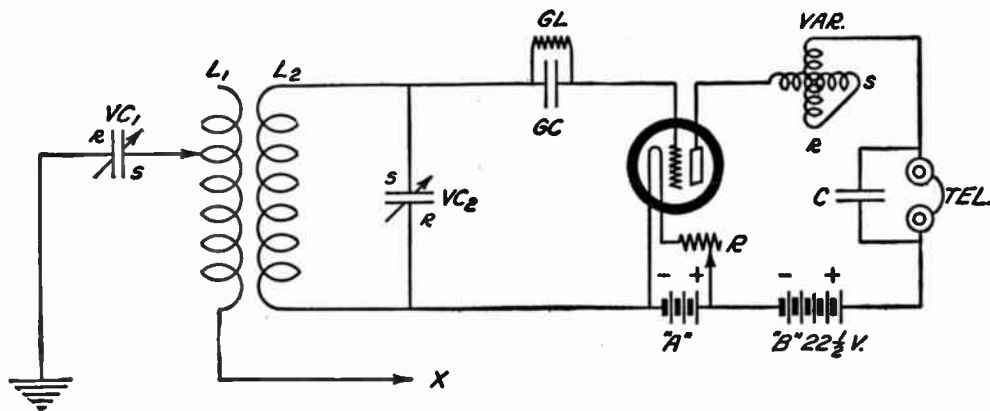 GL
VAR.
L1
L2
S
R
VC1
S
GC
R
S
VC2
R
C
TEL.
R
- +
- +
"A"
"B" 22½ V.
X